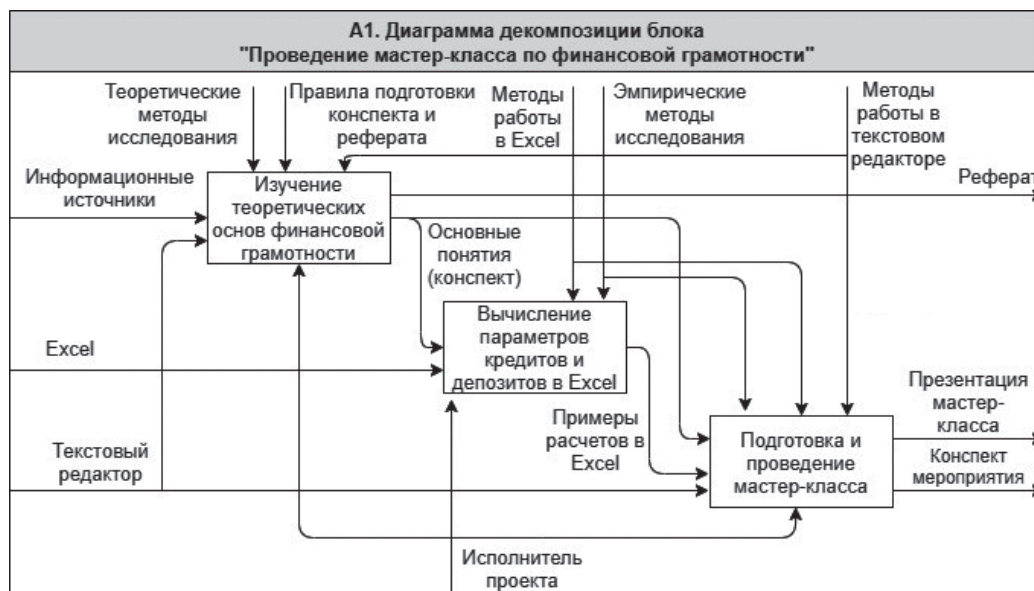 А1. Диаграмма декомпозиции блока
"Проведение мастер-класса по финансовой грамотности"
Теоретические
методы
исследования
Правила подготовки
конспекта и
реферата
Методы
работы
в Excel
Эмпирические
методы
исследования
Методы
работы в
текстовом
редакторе
Информационные
источники
Изучение
теоретических
основ финансовой
грамотности
Реферат
Основные
понятия
(конспект)
Excel
Вычисление
параметров
кредитов и
депозитов в Excel
Презентация
мастер-
класса
Текстовый
редактор
Примеры
расчетов в
Excel
Подготовка и
проведение
мастер-класса
Конспект
мероприятия
Исполнитель
проекта